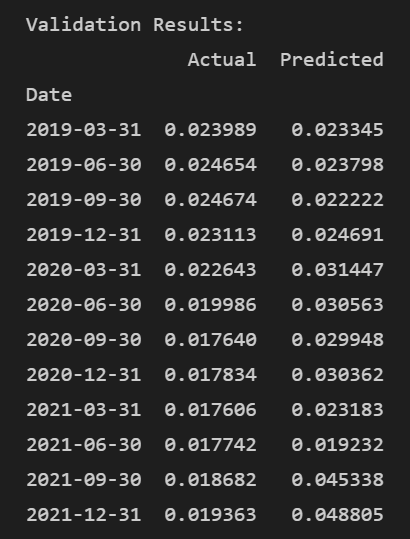 Validation Results:
Actual Predicted
Date
2019-03-31 0.023989 0.023345
2019-06-30 0.024654 0.023798
2019-09-30 0.024674 0.022222
2019-12-31 0.023113 0.024691
2020-03-31 0.022643 0.031447
2020-06-30 0.019986 0.030563
2020-09-30 0.017640 0.029948
2020-12-31 0.017834 0.030362
2021-03-31 0.017606 0.023183
2021-06-30 0.017742 0.019232
2021-09-30 0.018682 0.045338
2021-12-31 0.019363 0.048805